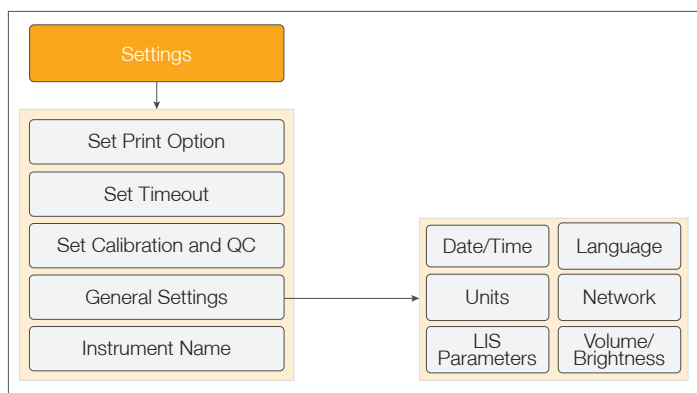 Settings
Set Print Option
Set Timeout
Set Calibration and QC
General Settings
Instrument Name
Date/Time
Language
Units
Network
LIS
Parameters
Volume/
Brightness